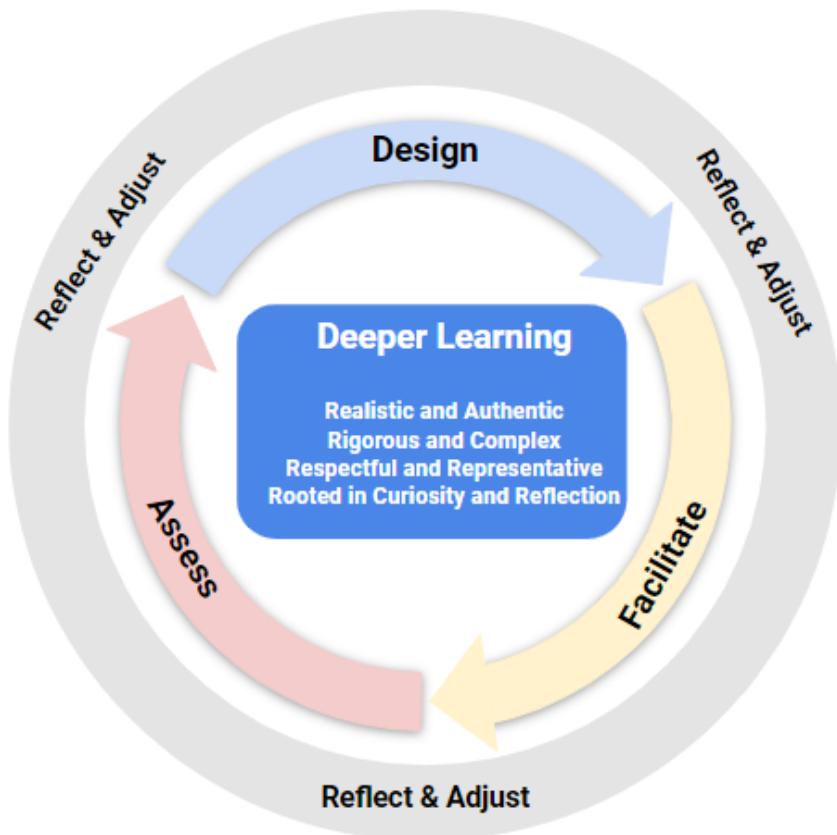 Design
Reflect & Adjust
Reflect & Adjust
Deeper Learning
Realistic and Authentic
Rigorous and Complex
Respectful and Representative
Rooted in Curiosity and Reflection
Assess
Facilitate
Reflect & Adjust